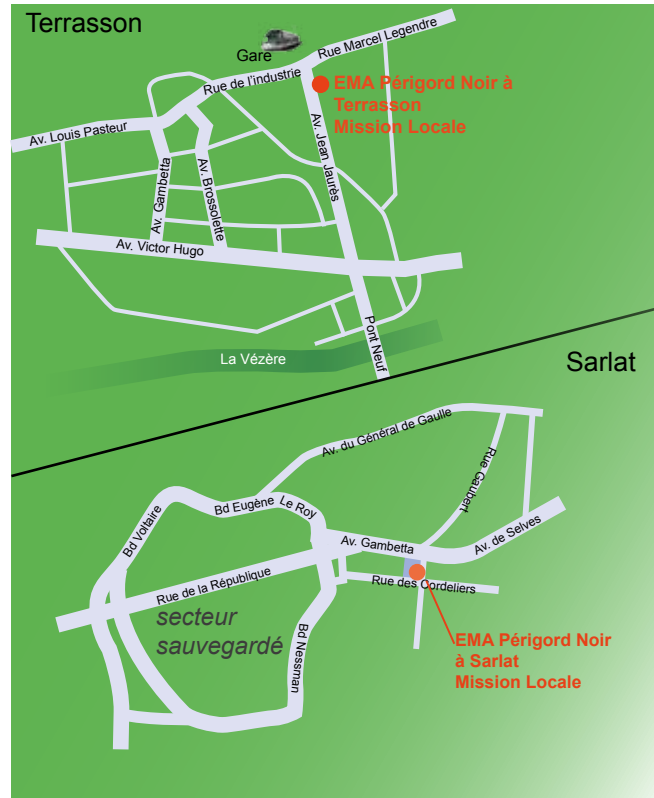 Terrasson
Gare
Rue Marcel Legendre
Rue de l'industrie
EMA Périgord Noir à
Terrasson
Mission Locale
Av. Louis Pasteur
Av. Jean Jaurès
Av. Gambetta
Av. Brossolette
Av. Victor Hugo
Pont Neuf
La Vézère
Sarlat
Av. du Général de Gaulle
Rue Gaubert
Bd Eugène Le Roy
Bd Voltaire
Av. de Selves
Av. Gambetta
Rue de la République
Rue des Cordeliers
secteur
sauvegardé
Bd Nessman
EMA Périgord Noir
à Sarlat
Mission Locale